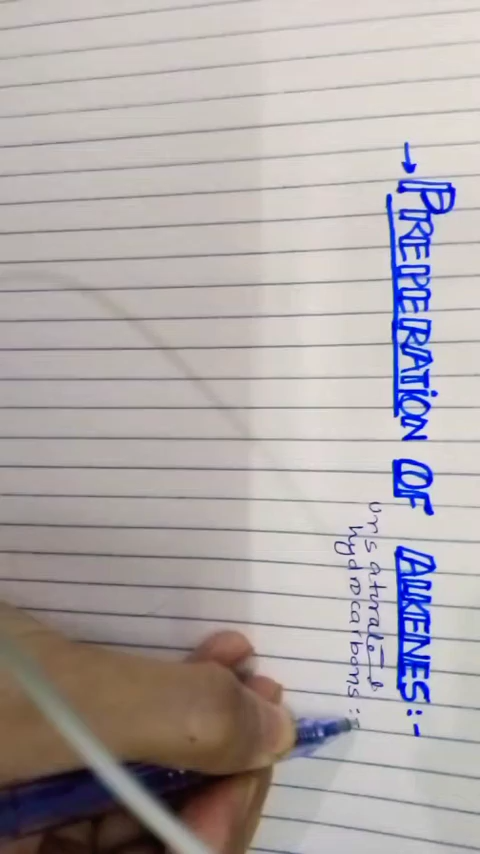 → PREPERATION OF ALKENES:-
unsaturated
hydrocarbons:-